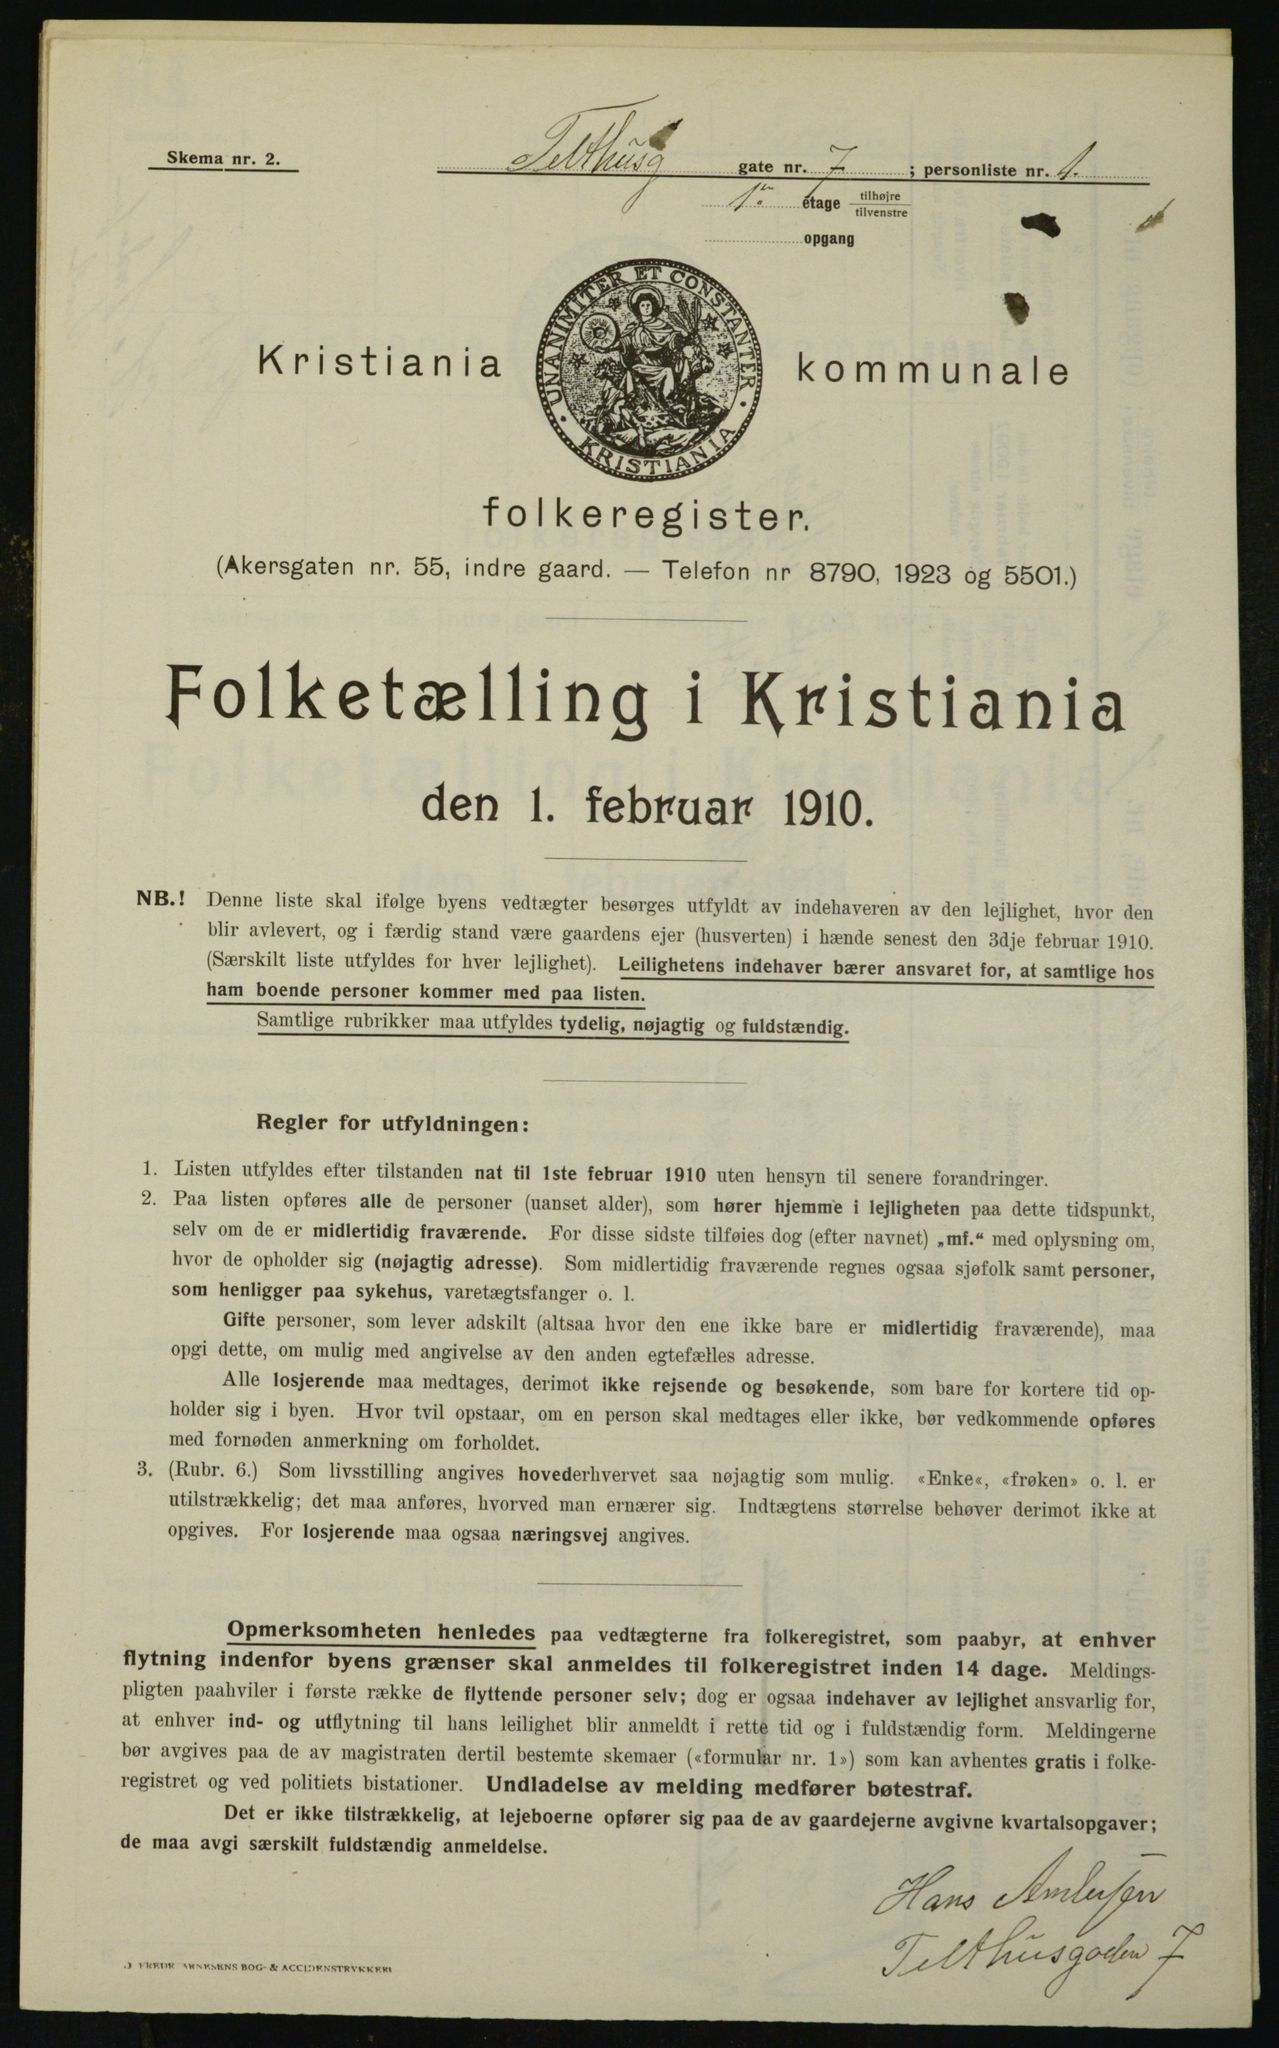 Skema nr. 2.
Telthusg gate nr. 7 ; personliste nr. 1.
1ste etage tilhøjre
tilvenstre
opgang
UNANIMITER ET CONSTANTER
KRISTIANIA
Kristiania kommunale
folkeregister.
(Akersgaten nr. 55, indre gaard. — Telefon nr 8790, 1923 og 5501.)
Folketælling i Kristiania
den 1. februar 1910.
NB.! Denne liste skal ifølge byens vedtægter besørges utfyldt av indehaveren av den lejlighet, hvor den
blir avlevert, og i færdig stand være gaardens ejer (husverten) i hænde senest den 3dje februar 1910.
(Særskilt liste utfyldes for hver lejlighet). Leilighetens indehaver bærer ansvaret for, at samtlige hos
ham boende personer kommer med paa listen.
Samtlige rubrikker maa utfyldes tydelig, nøjagtig og fuldstændig.
Regler for utfyldningen:
1. Listen utfyldes efter tilstanden nat til 1ste februar 1910 uten hensyn til senere forandringer.
2. Paa listen opføres alle de personer (uanset alder), som hører hjemme i lejligheten paa dette tidspunkt,
selv om de er midlertidig fraværende. For disse sidste tilføies dog (efter navnet) „mf.“ med oplysning om,
hvor de opholder sig (nøjagtig adresse). Som midlertidig fraværende regnes ogsaa sjøfolk samt personer,
som henligger paa sykehus, varetægtsfanger o. l.
Gifte personer, som lever adskilt (altsaa hvor den ene ikke bare er midlertidig fraværende), maa
opgi dette, om mulig med angivelse av den anden egtefælles adresse.
Alle losjerende maa medtages, derimot ikke rejsende og besøkende, som bare for kortere tid op-
holder sig i byen. Hvor tvil opstaar, om en person skal medtages eller ikke, bør vedkommende opføres
med fornøden anmerkning om forholdet.
3. (Rubr. 6.) Som livsstilling angives hovederhvervet saa nøjagtig som mulig. «Enke«, «frøken» o. l. er
utilstrækkelig; det maa anføres, hvorved man ernærer sig. Indtægtens størrelse behøver derimot ikke at
opgives. For losjerende maa ogsaa næringsvej angives.
Opmerksomheten henledes paa vedtægterne fra folkeregistret, som paabyr, at enhver
flytning indenfor byens grænser skal anmeldes til folkeregistret inden 14 dage. Meldings-
pligten paahviler i første række de flyttende personer selv; dog er ogsaa indehaver av lejlighet ansvarlig for,
at enhver ind- og utflytning til hans leilighet blir anmeldt i rette tid og i fuldstændig form. Meldingerne
bør avgives paa de av magistraten dertil bestemte skemaer («formular nr. 1») som kan avhentes gratis i folke-
registret og ved politiets bistationer. Undladelse av melding medfører bøtestraf.
Det er ikke tilstrækkelig, at lejeboerne opfører sig paa de av gaardejerne avgivne kvartalsopgaver;
de maa avgi særskilt fuldstændig anmeldelse.
Hans Andersen
Telthusgaden 7
J. FREDR. ARNESENS BOG- & ACCIDENSTRYKKERI